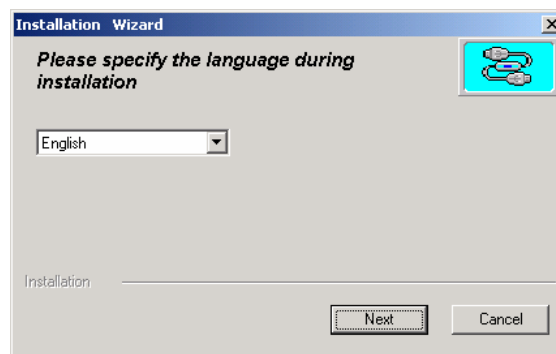 Installation Wizard
Please specify the language during
installation
English
Installation
Next
Cancel